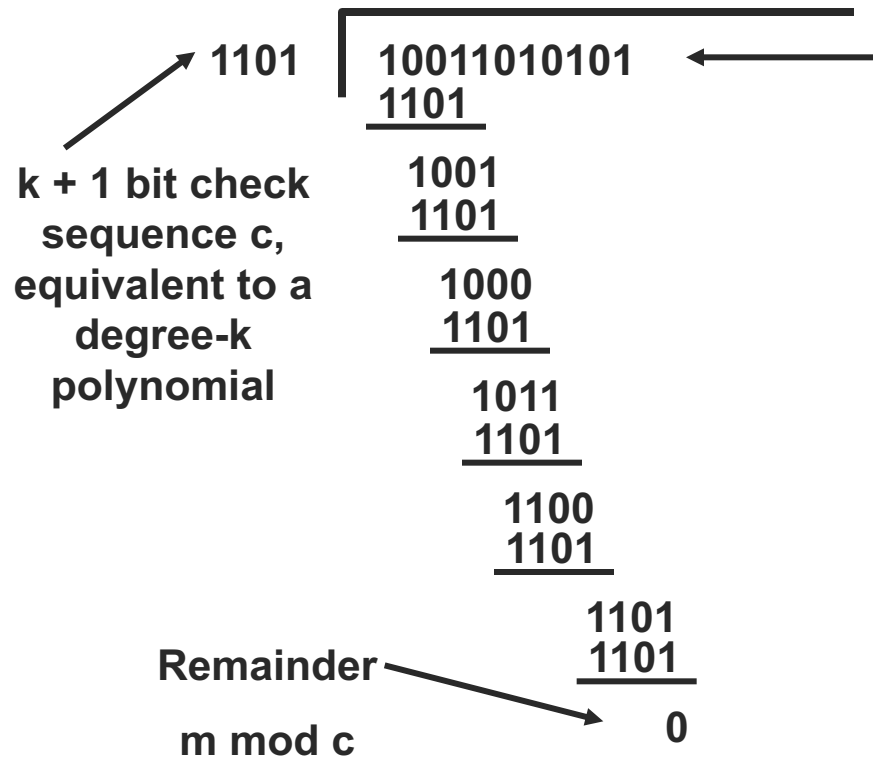 1101 10011010101
1101
k + 1 bit check
sequence c,
equivalent to a
degree-k
polynomial
1001
1101
1000
1101
1011
1101
1100
1101
1101
1101
Remainder
m mod c
0